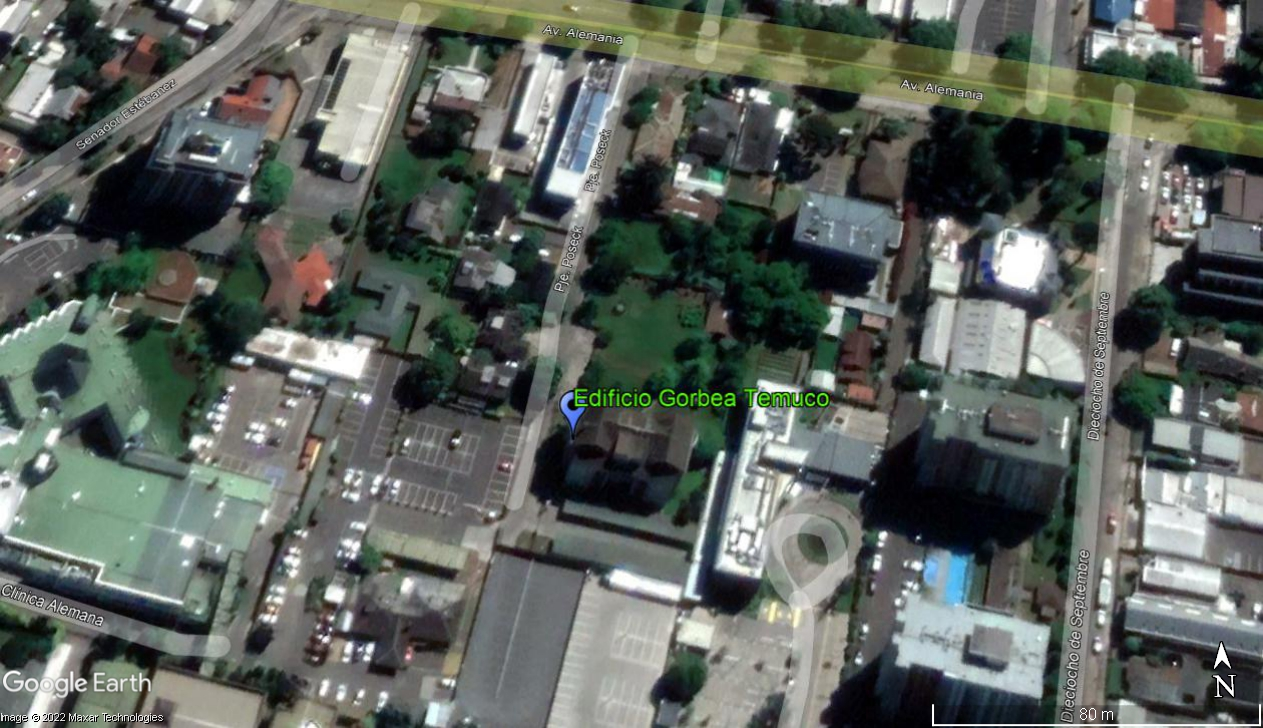 Av. Alemania
Av. Alemania
Senador Estébanez
Pje. Poseck
Pje. Poseck
Dieciocho de Septiembre
Edificio Gorbea Temuco
Dieciocho de Septiembre
Clínica Alemana
Google Earth
N
Image © 2022 Maxar Technologies
80 m